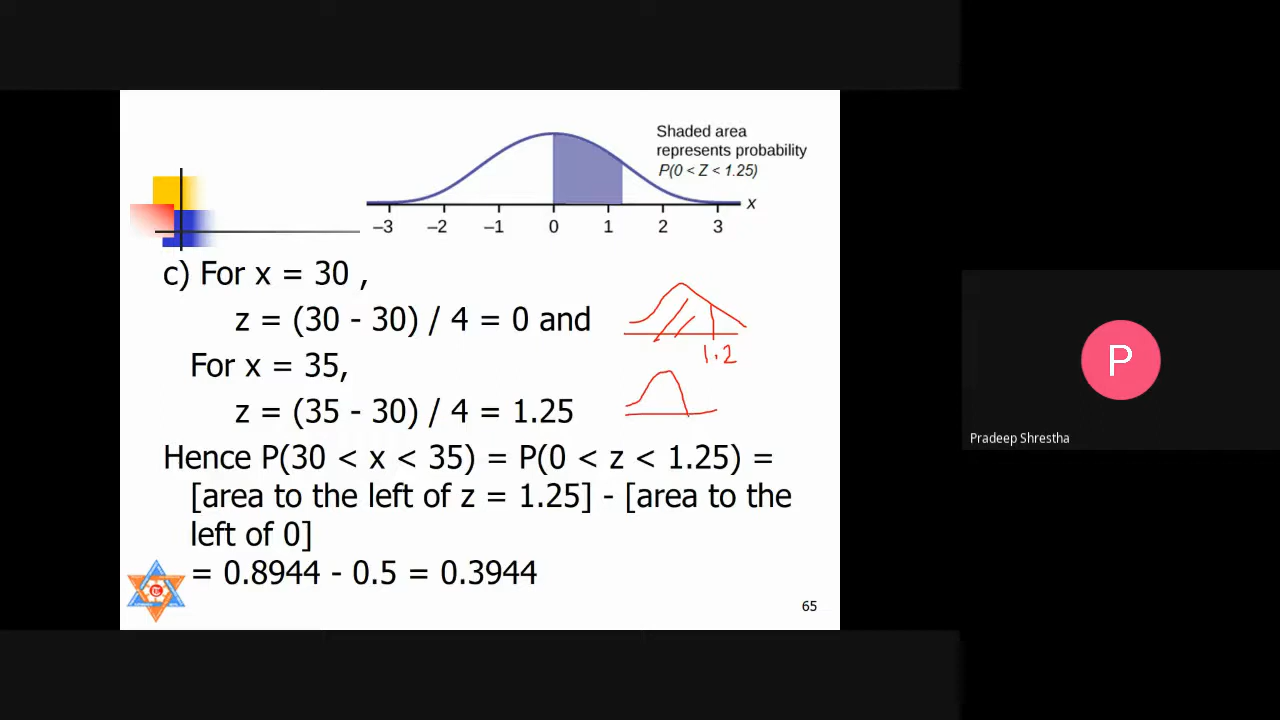 Shaded area
represents probability
P(0 < Z < 1.25)
x
–3 –2 –1 0 1 2 3
c) For x = 30 ,
z = (30 - 30) / 4 = 0 and
For x = 35,
1.2
z = (35 - 30) / 4 = 1.25
Hence P(30 < x < 35) = P(0 < z < 1.25) =
[area to the left of z = 1.25] - [area to the
left of 0]
= 0.8944 - 0.5 = 0.3944
65
P
Pradeep Shrestha